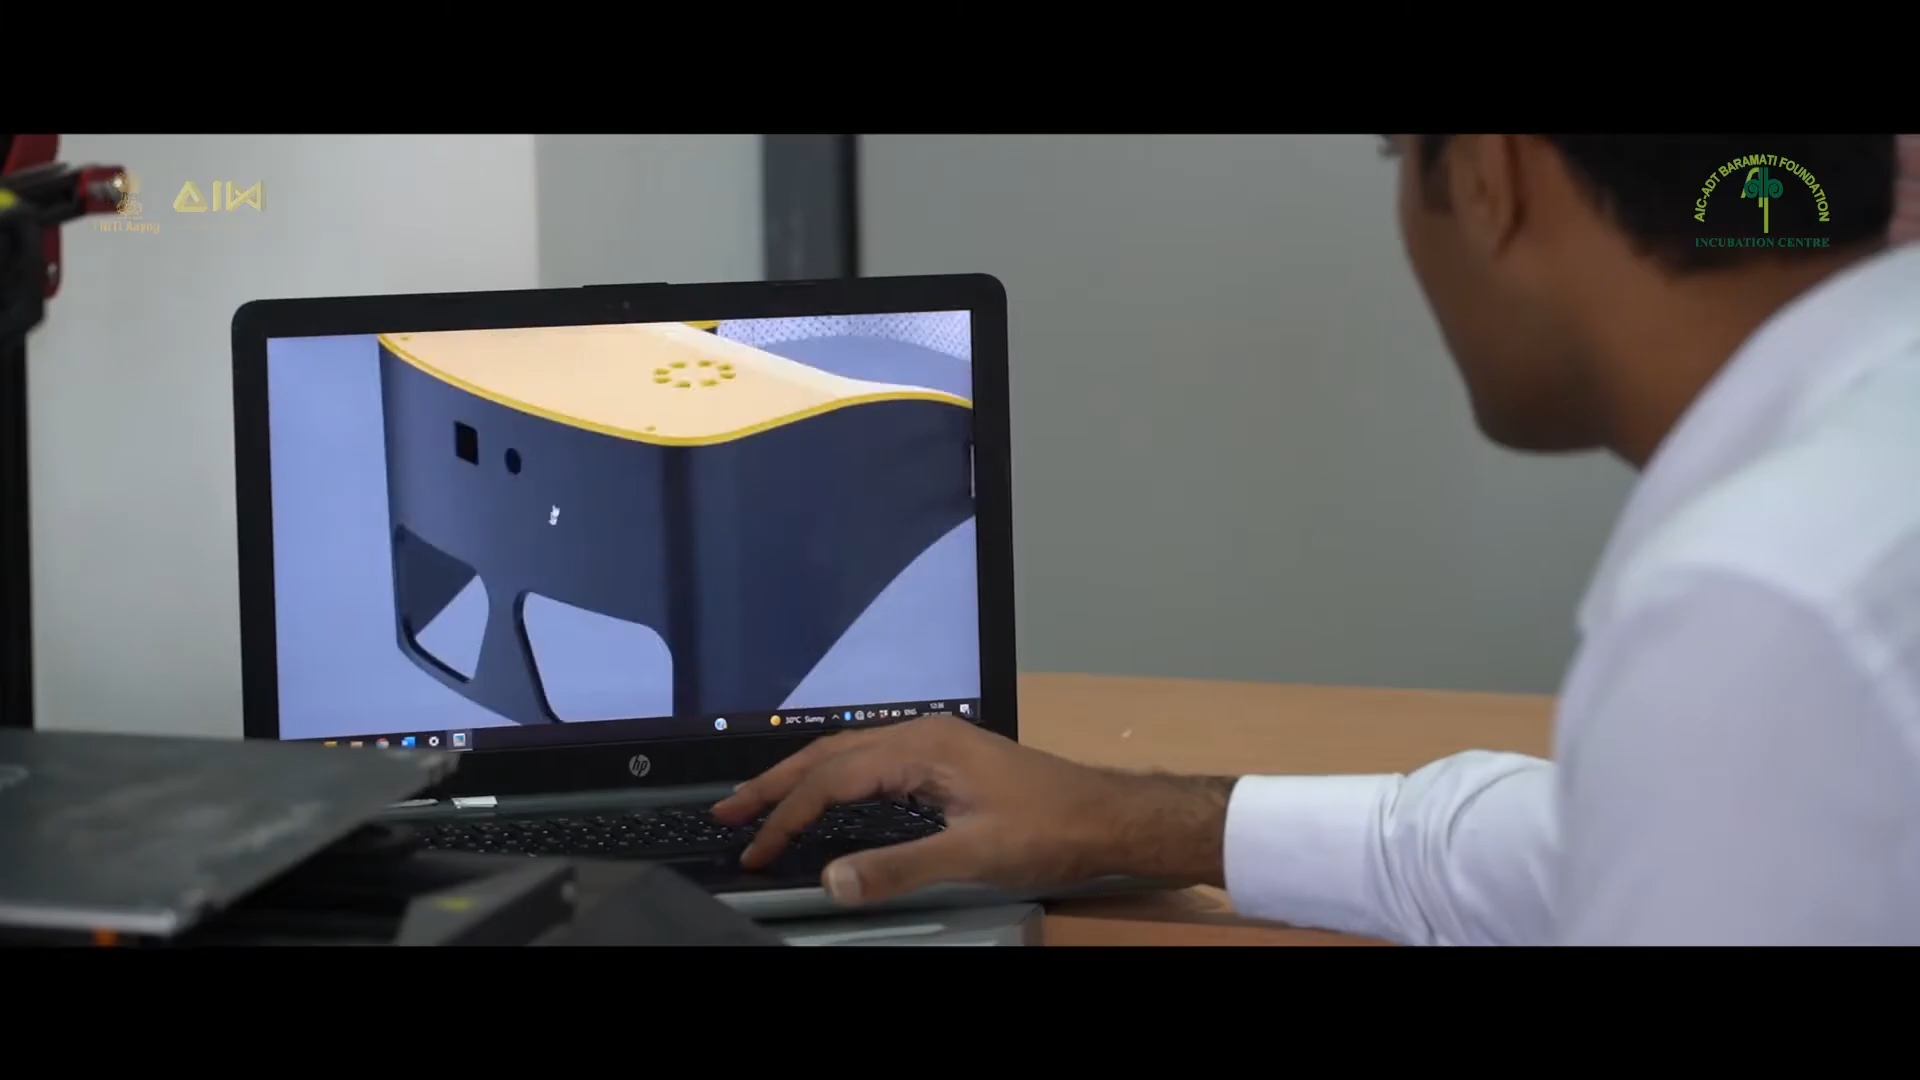 NITI Aayog
AIM
AIC-ADT BARAMATI FOUNDATION
INCUBATION CENTRE
30°C Sunny
ENG
hp